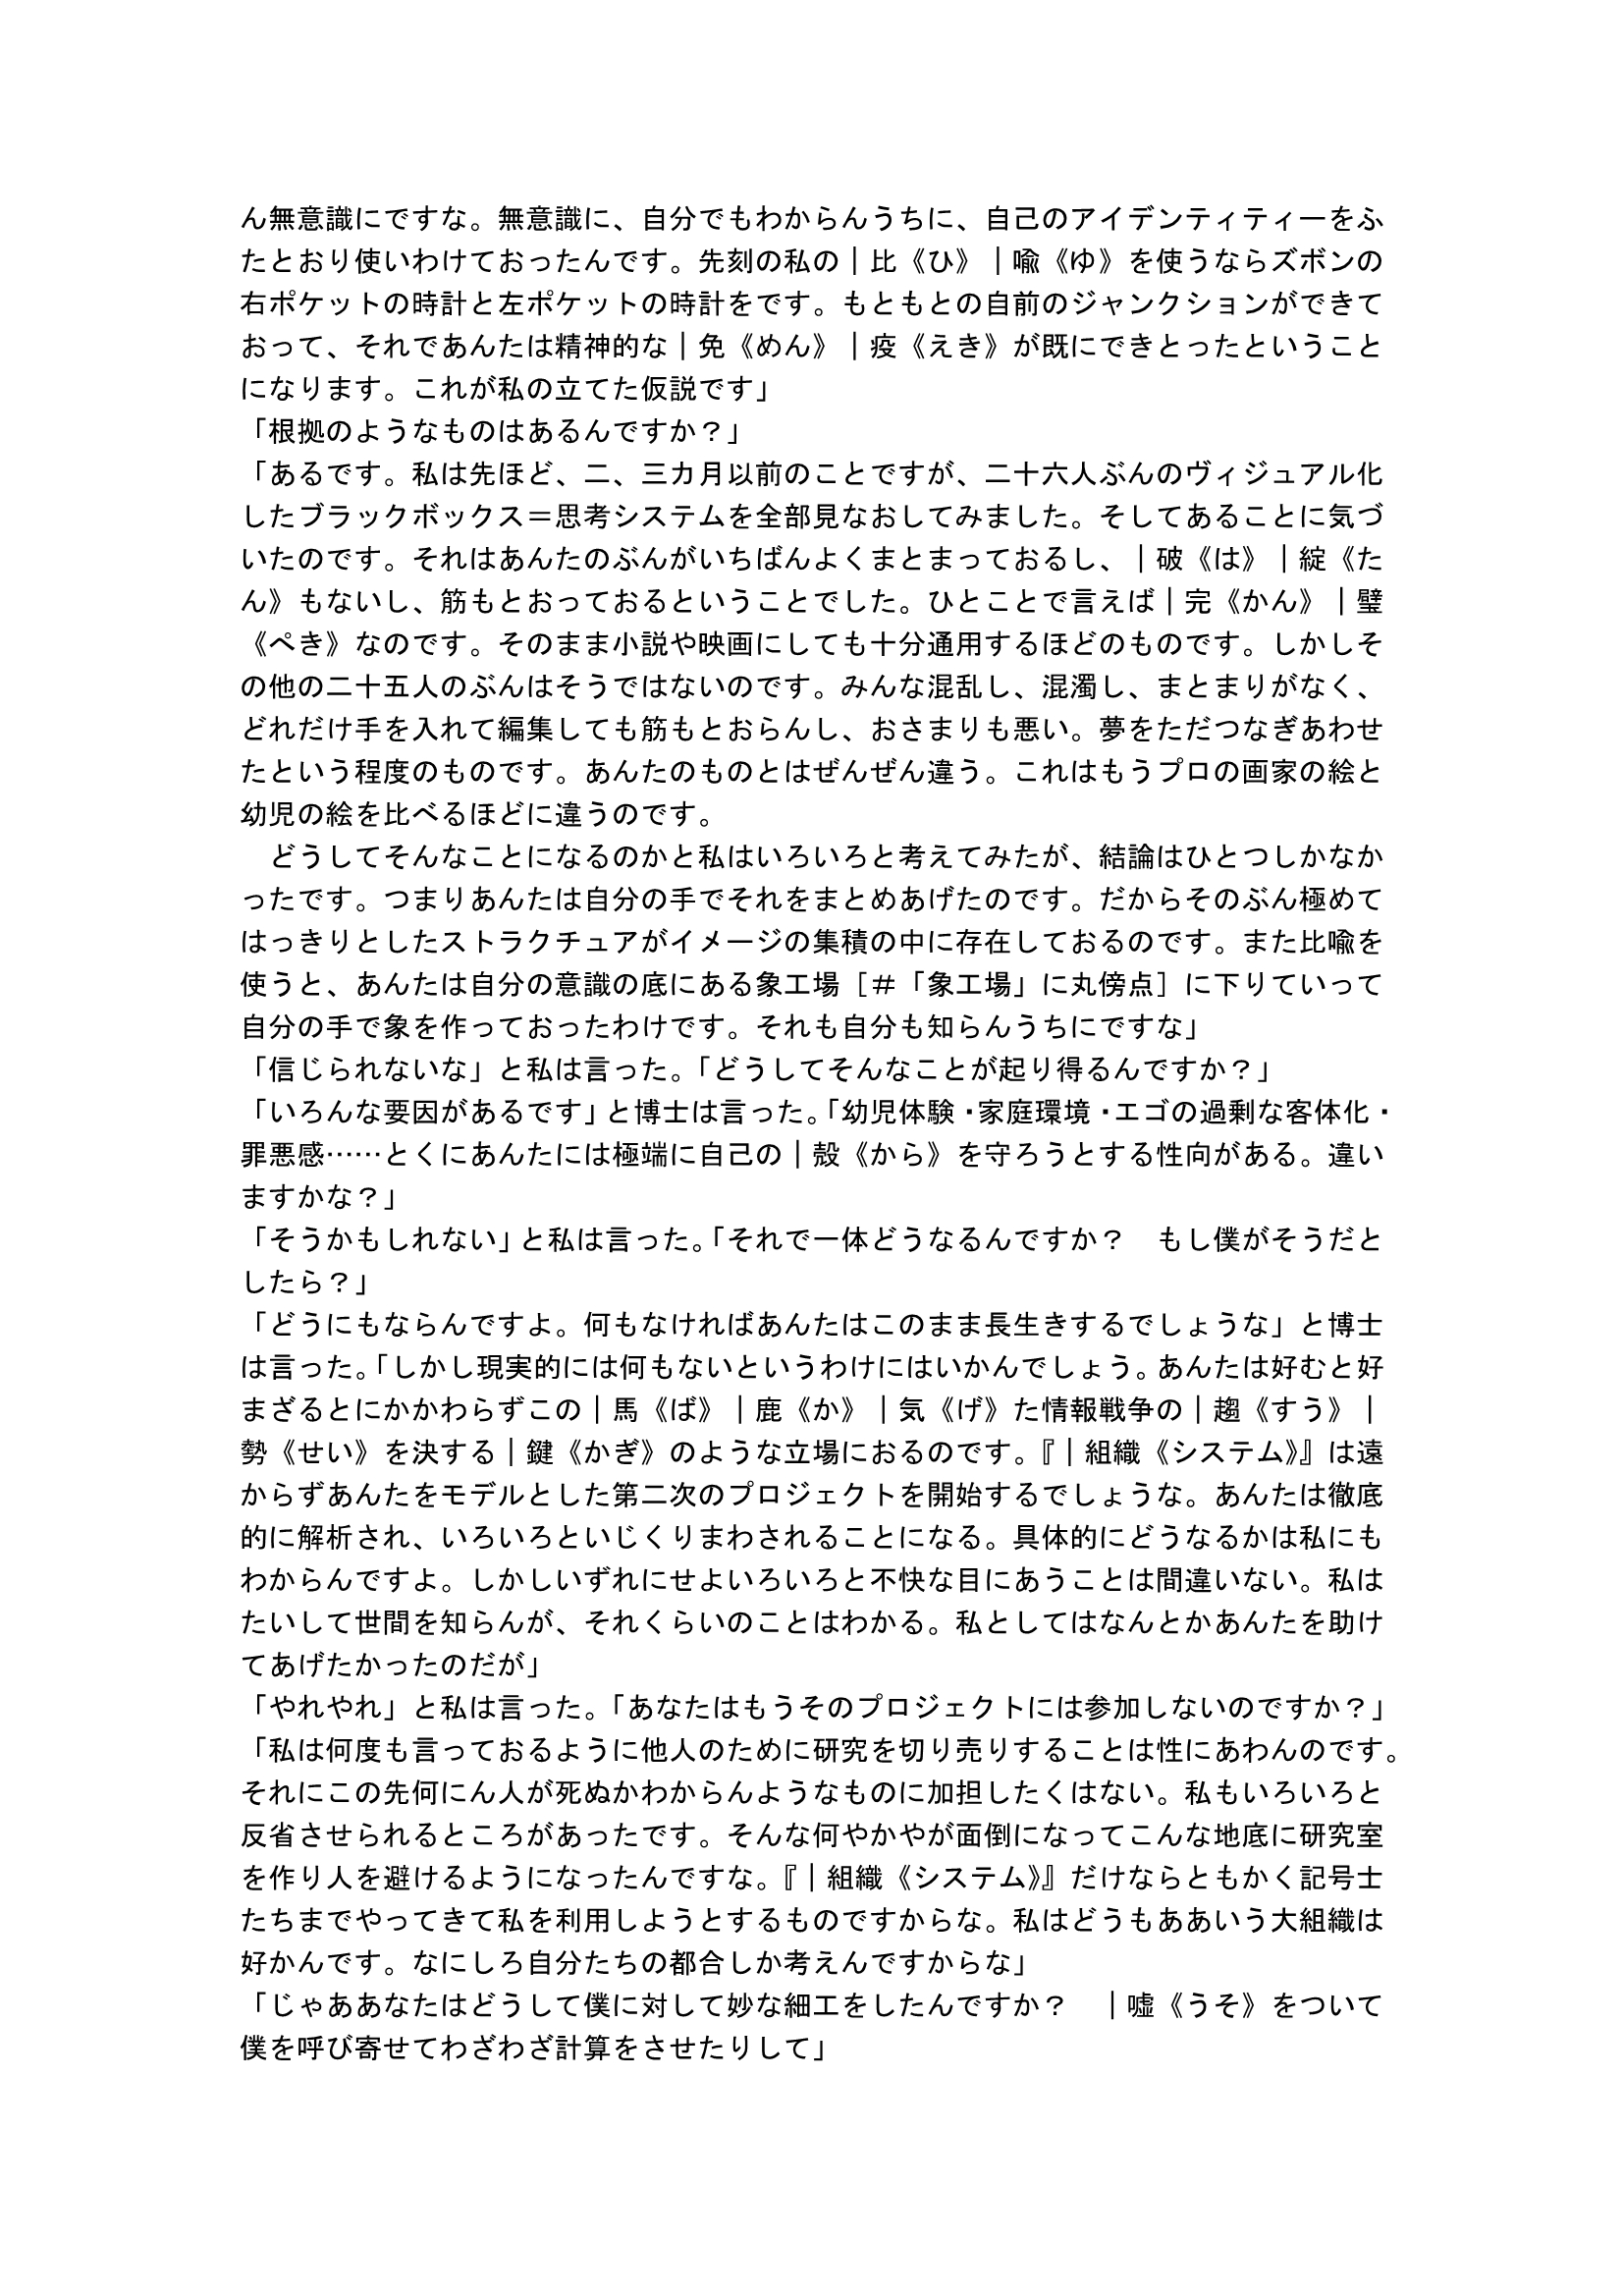 ん無意識にですな。無意識に、自分でもわからんうちに、自己のアイデンティティーをふ
たとおり使いわけておったんです。先刻の私の｜比《ひ》｜喩《ゆ》を使うならズボンの
右ポケットの時計と左ポケットの時計をです。もともとの自前のジャンクションができて
おって、それであんたは精神的な｜免《めん》｜疫《えき》が既にできとったということ
になります。これが私の立てた仮説です」
「根拠のようなものはあるんですか？」
「あるです。私は先ほど、二、三カ月以前のことですが、二十六人ぶんのヴィジュアル化
したブラックボックス＝思考システムを全部見なおしてみました。そしてあることに気づ
いたのです。それはあんたのぶんがいちばんよくまとまっておるし、｜破《は》｜綻《た
ん》もないし、筋もとおっておるということでした。ひとことで言えば｜完《かん》｜璧
《ぺき》なのです。そのまま小説や映画にしても十分通用するほどのものです。しかしそ
の他の二十五人のぶんはそうではないのです。みんな混乱し、混濁し、まとまりがなく、
どれだけ手を入れて編集しても筋もとおらんし、おさまりも悪い。夢をただつなぎあわせ
たという程度のものです。あんたのものとはぜんぜん違う。これはもうプロの画家の絵と
幼児の絵を比べるほどに違うのです。
　どうしてそんなことになるのかと私はいろいろと考えてみたが、結論はひとつしかなか
ったです。つまりあんたは自分の手でそれをまとめあげたのです。だからそのぶん極めて
はっきりとしたストラクチュアがイメージの集積の中に存在しておるのです。また比喩を
使うと、あんたは自分の意識の底にある象工場［＃「象工場」に丸傍点］に下りていって
自分の手で象を作っておったわけです。それも自分も知らんうちにですな」
「信じられないな」と私は言った。「どうしてそんなことが起り得るんですか？」
「いろんな要因があるです」と博士は言った。「幼児体験・家庭環境・エゴの過剰な客体化・
罪悪感……とくにあんたには極端に自己の｜殻《から》を守ろうとする性向がある。違い
ますかな？」
「そうかもしれない」と私は言った。「それで一体どうなるんですか？　もし僕がそうだと
したら？」
「どうにもならんですよ。何もなければあんたはこのまま長生きするでしょうな」と博士
は言った。「しかし現実的には何もないというわけにはいかんでしょう。あんたは好むと好
まざるとにかかわらずこの｜馬《ば》｜鹿《か》｜気《げ》た情報戦争の｜趨《すう》｜
勢《せい》を決する｜鍵《かぎ》のような立場におるのです。『｜組織《システム》』は遠
からずあんたをモデルとした第二次のプロジェクトを開始するでしょうな。あんたは徹底
的に解析され、いろいろといじくりまわされることになる。具体的にどうなるかは私にも
わからんですよ。しかしいずれにせよいろいろと不快な目にあうことは間違いない。私は
たいして世間を知らんが、それくらいのことはわかる。私としてはなんとかあんたを助け
てあげたかったのだが」
「やれやれ」と私は言った。「あなたはもうそのプロジェクトには参加しないのですか？」
「私は何度も言っておるように他人のために研究を切り売りすることは性にあわんのです。
それにこの先何にん人が死ぬかわからんようなものに加担したくはない。私もいろいろと
反省させられるところがあったです。そんな何やかやが面倒になってこんな地底に研究室
を作り人を避けるようになったんですな。『｜組織《システム》』だけならともかく記号士
たちまでやってきて私を利用しようとするものですからな。私はどうもああいう大組織は
好かんです。なにしろ自分たちの都合しか考えんですからな」
「じゃああなたはどうして僕に対して妙な細工をしたんですか？　｜嘘《うそ》をついて
僕を呼び寄せてわざわざ計算をさせたりして」